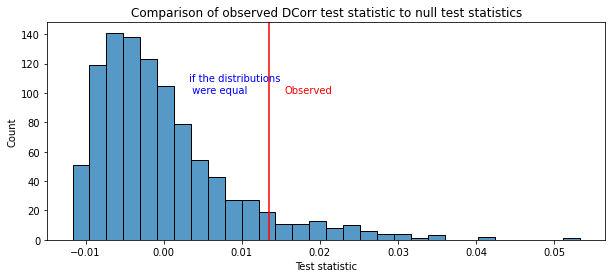 Comparison of observed DCorr test statistic to null test statistics
140
120
100
80
60
40
20
0
Count
if the distributions
were equal
Observed
−0.01
0.00
0.01
0.02
0.03
0.04
0.05
Test statistic